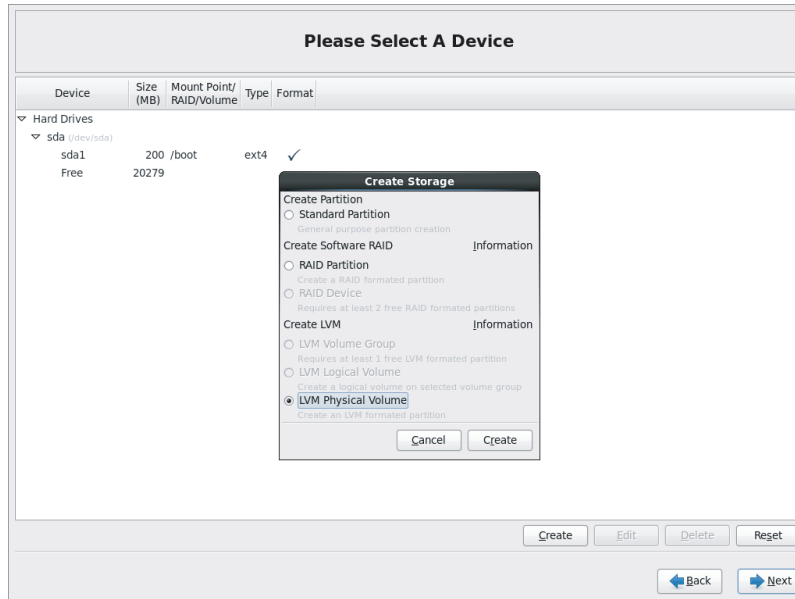 Please Select A Device
Device
Size (MB)
Mount Point/ RAID/Volume
Type
Format
Hard Drives
sda (/dev/sda)
sda1 200 /boot ext4
Free 20279
Create Storage
Create Partition
Standard Partition
General purpose partition creation
Create Software RAID Information
RAID Partition
Create a RAID formated partition
RAID Device
Requires at least 2 free RAID formated partitions
Create LVM Information
LVM Volume Group
Requires at least 1 free LVM formated partition
LVM Logical Volume
Create a logical volume on selected volume group
LVM Physical Volume
Create an LVM formated partition
Cancel Create
Create Edit Delete Reset
Back Next